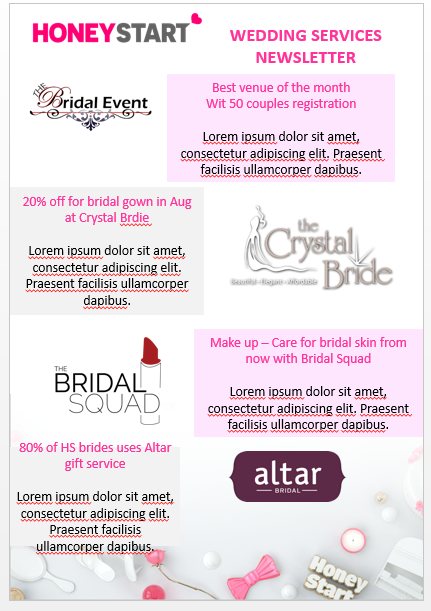 HONEYSTART
WEDDING SERVICES
NEWSLETTER
The Bridal Event
Best venue of the month
Wit 50 couples registration
Lorem ipsum dolor sit amet,
consectetur adipiscing elit. Praesent
facilisis ullamcorper dapibus.
20% off for bridal gown in Aug
at Crystal Brdie
Lorem ipsum dolor sit amet,
consectetur adipiscing elit.
Praesent facilisis ullamcorper
dapibus.
the
Crystal
Bride
Beautiful • Elegant • Affordable
THE
BRIDAL
SQUAD
Make up – Care for bridal skin from
now with Bridal Squad
Lorem ipsum dolor sit amet,
consectetur adipiscing elit. Praesent
facilisis ullamcorper dapibus.
80% of HS brides uses Altar
gift service
Lorem ipsum dolor sit amet,
consectetur adipiscing elit.
Praesent facilisis
ullamcorper dapibus.
altar
BRIDAL
Honey
Start